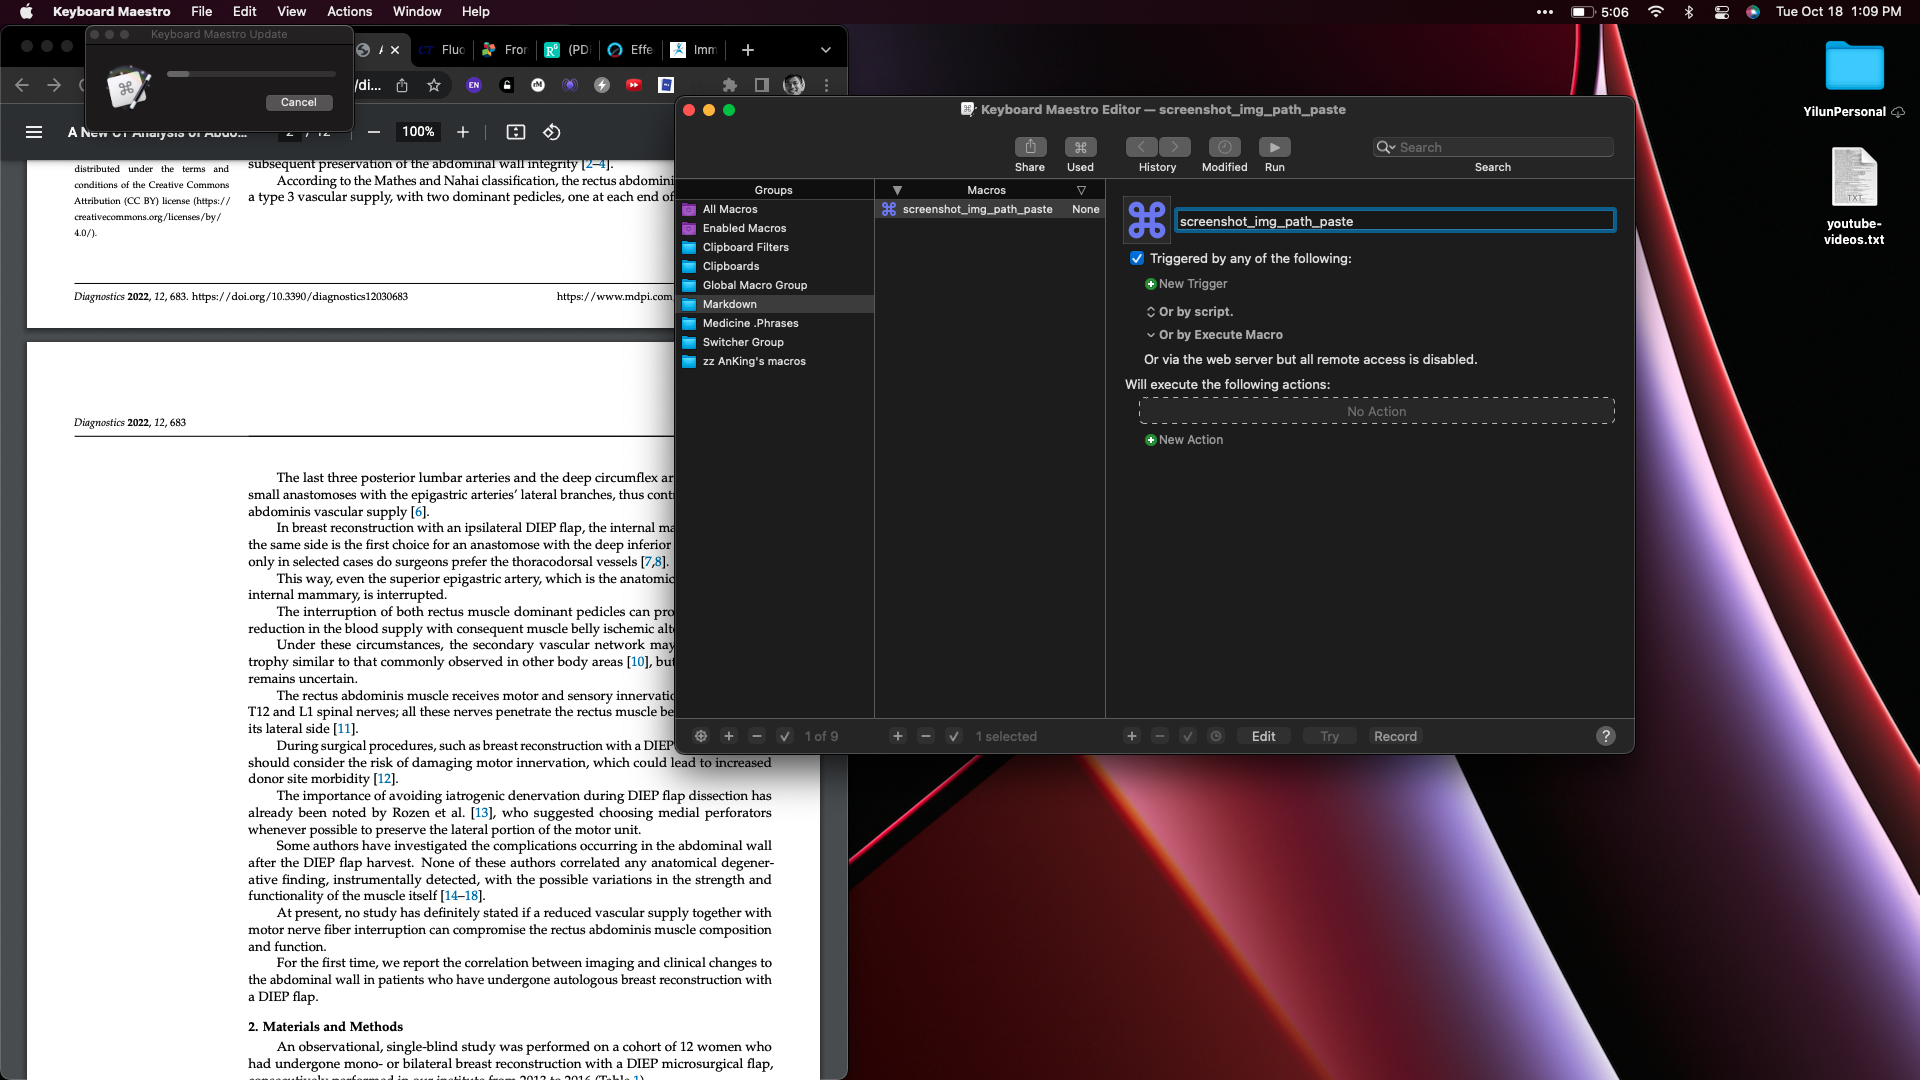 Keyboard Maestro File Edit View Actions Window Help
5:06 Tue Oct 18 1:09 PM
Keyboard Maestro Update
Cancel
Fluo
Fron
(PD
Effe
Imm
/di...
100%
subsequent preservation of the abdominal wall integrity [2–4].
distributed under the terms and
conditions of the Creative Commons
Attribution (CC BY) license (https://
creativecommons.org/licenses/by/
4.0/).
According to the Mathes and Nahai classification, the rectus abdomini
a type 3 vascular supply, with two dominant pedicles, one at each end of
Diagnostics 2022, 12, 683. https://doi.org/10.3390/diagnostics12030683
https://www.mdpi.com
Diagnostics 2022, 12, 683
The last three posterior lumbar arteries and the deep circumflex ar
small anastomoses with the epigastric arteries' lateral branches, thus cont
abdominis vascular supply [6].
In breast reconstruction with an ipsilateral DIEP flap, the internal ma
the same side is the first choice for an anastomose with the deep inferior
only in selected cases do surgeons prefer the thoracodorsal vessels [7,8].
This way, even the superior epigastric artery, which is the anatomic
internal mammary, is interrupted.
The interruption of both rectus muscle dominant pedicles can pro
reduction in the blood supply with consequent muscle belly ischemic alt
Under these circumstances, the secondary vascular network may
trophy similar to that commonly observed in other body areas [10], but
remains uncertain.
The rectus abdominis muscle receives motor and sensory innervatio
T12 and L1 spinal nerves; all these nerves penetrate the rectus muscle be
its lateral side [11].
During surgical procedures, such as breast reconstruction with a DIEP
should consider the risk of damaging motor innervation, which could lead to increased
donor site morbidity [12].
The importance of avoiding iatrogenic denervation during DIEP flap dissection has
already been noted by Rozen et al. [13], who suggested choosing medial perforators
whenever possible to preserve the lateral portion of the motor unit.
Some authors have investigated the complications occurring in the abdominal wall
after the DIEP flap harvest. None of these authors correlated any anatomical degener-
ative finding, instrumentally detected, with the possible variations in the strength and
functionality of the muscle itself [14–18].
At present, no study has definitely stated if a reduced vascular supply together with
motor nerve fiber interruption can compromise the rectus abdominis muscle composition
and function.
For the first time, we report the correlation between imaging and clinical changes to
the abdominal wall in patients who have undergone autologous breast reconstruction with
a DIEP flap.
2. Materials and Methods
An observational, single-blind study was performed on a cohort of 12 women who
had undergone mono- or bilateral breast reconstruction with a DIEP microsurgical flap,
Keyboard Maestro Editor — screenshot_img_path_paste
Share Used History Modified Run Search
Search
Groups
All Macros
Enabled Macros
Clipboard Filters
Clipboards
Global Macro Group
Markdown
Medicine .Phrases
Switcher Group
zz AnKing's macros
Macros
screenshot_img_path_paste None
screenshot_img_path_paste
Triggered by any of the following:
New Trigger
Or by script.
Or by Execute Macro
Or via the web server but all remote access is disabled.
Will execute the following actions:
No Action
New Action
1 of 9
1 selected
Edit Try Record ?
YilunPersonal
TXT
youtube-
videos.txt